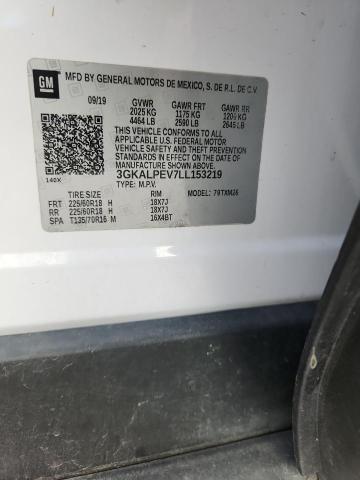 GM
MFD BY GENERAL MOTORS DE MEXICO, S. DE R.L. DE C.V.
09/19 GVWR GAWR FRT GAWR RR
2025 KG 1175 KG 1200 KG
4464 LB 2590 LB 2645 LB
THIS VEHICLE CONFORMS TO ALL APPLICABLE
U.S. FEDERAL MOTOR VEHICLE SAFETY, BUMPER, AND
THEFT PREVENTION STANDARDS IN EFFECT ON THE
DATE OF MANUFACTURE SHOWN ABOVE.
3GKALPEV7LL153219
140X TYPE: M.P.V.
TIRE SIZE RIM 79TXM26
FRT 225/60R18 H 18X7J
RR 225/60R18 H 18X7J
SPA T135/70R16 M 16X4BT